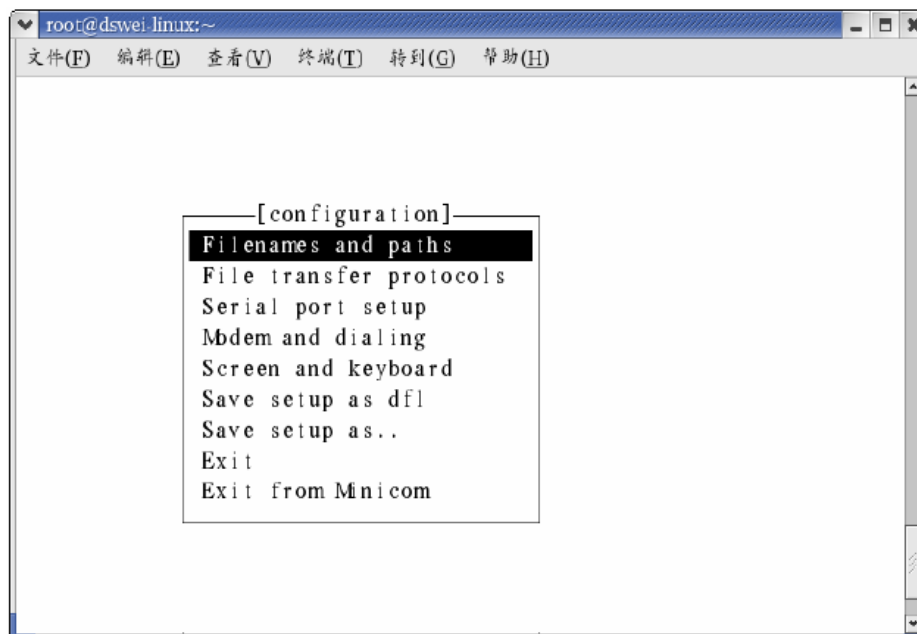 root@dswei-linux:~
文件(F) 编辑(E) 查看(V) 终端(T) 转到(G) 帮助(H)
[configuration]
Filenames and paths
File transfer protocols
Serial port setup
Modem and dialing
Screen and keyboard
Save setup as dfl
Save setup as..
Exit
Exit from Minicom